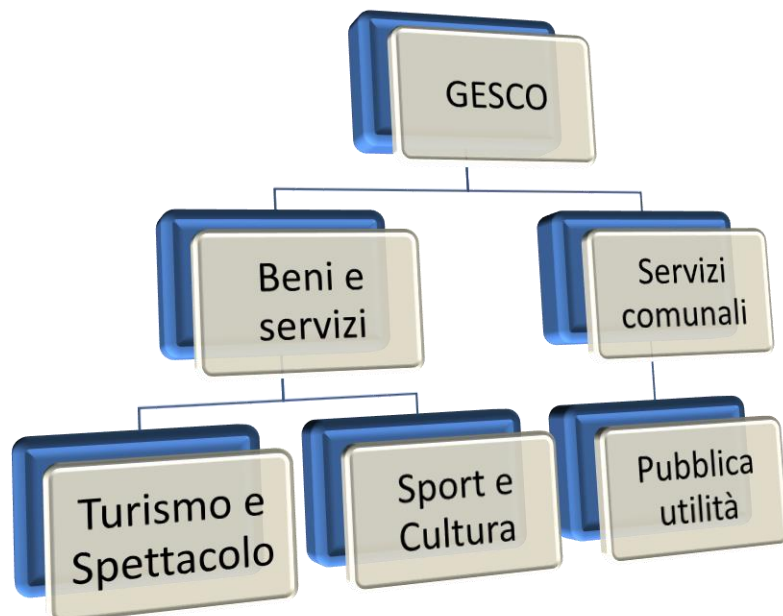 GESCO
Beni e
servizi
Servizi
comunali
Turismo e
Spettacolo
Sport e
Cultura
Pubblica
utilità